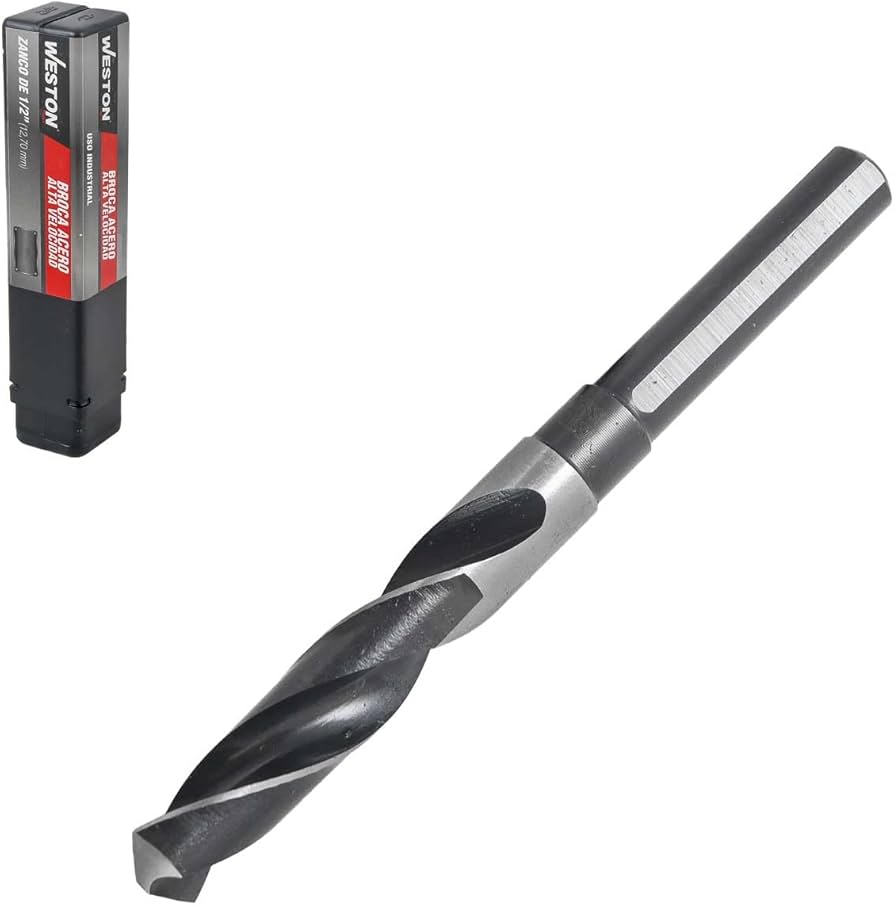 WESTON
ZANCO DE 1/2" (12,70 mm)
BROCA ACERO
ALTA VELOCIDAD
WESTON
USO INDUSTRIAL
BROCA ACERO
ALTA VELOCIDAD